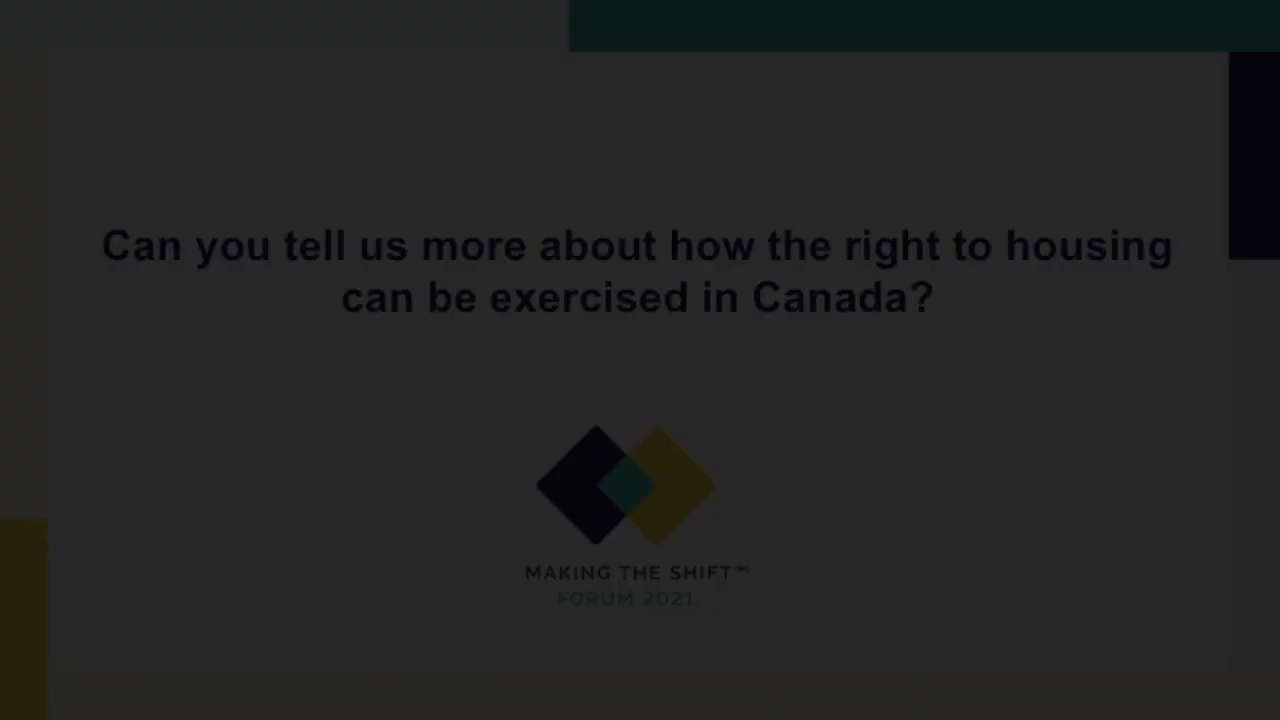 Can you tell us more about how the right to housing
can be exercised in Canada?
MAKING THE SHIFT™
FORUM 2021